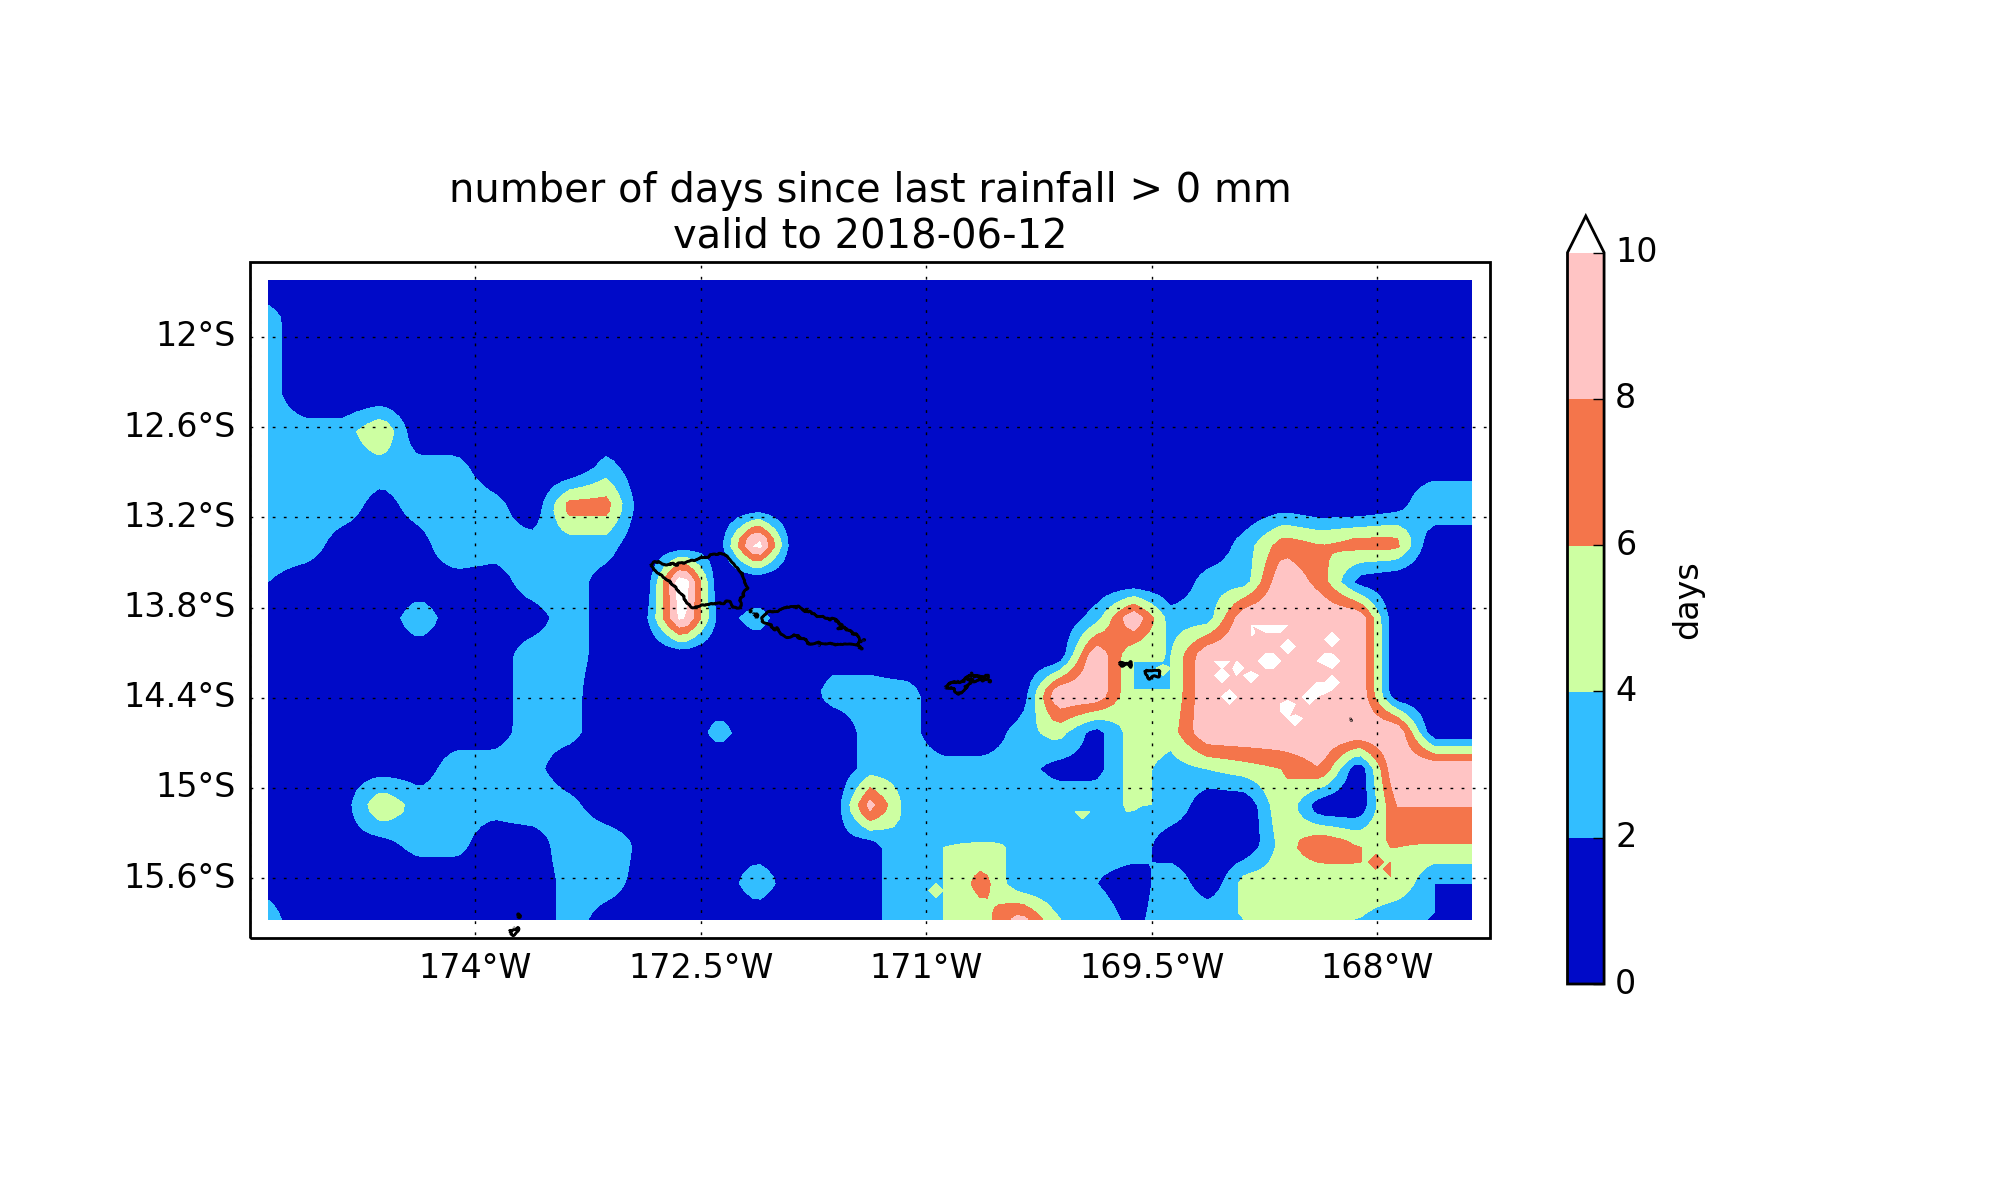 number of days since last rainfall > 0 mm
valid to 2018-06-12
12°S
12.6°S
13.2°S
13.8°S
14.4°S
15°S
15.6°S
174°W
172.5°W
171°W
169.5°W
168°W
10
8
6
4
2
0
days